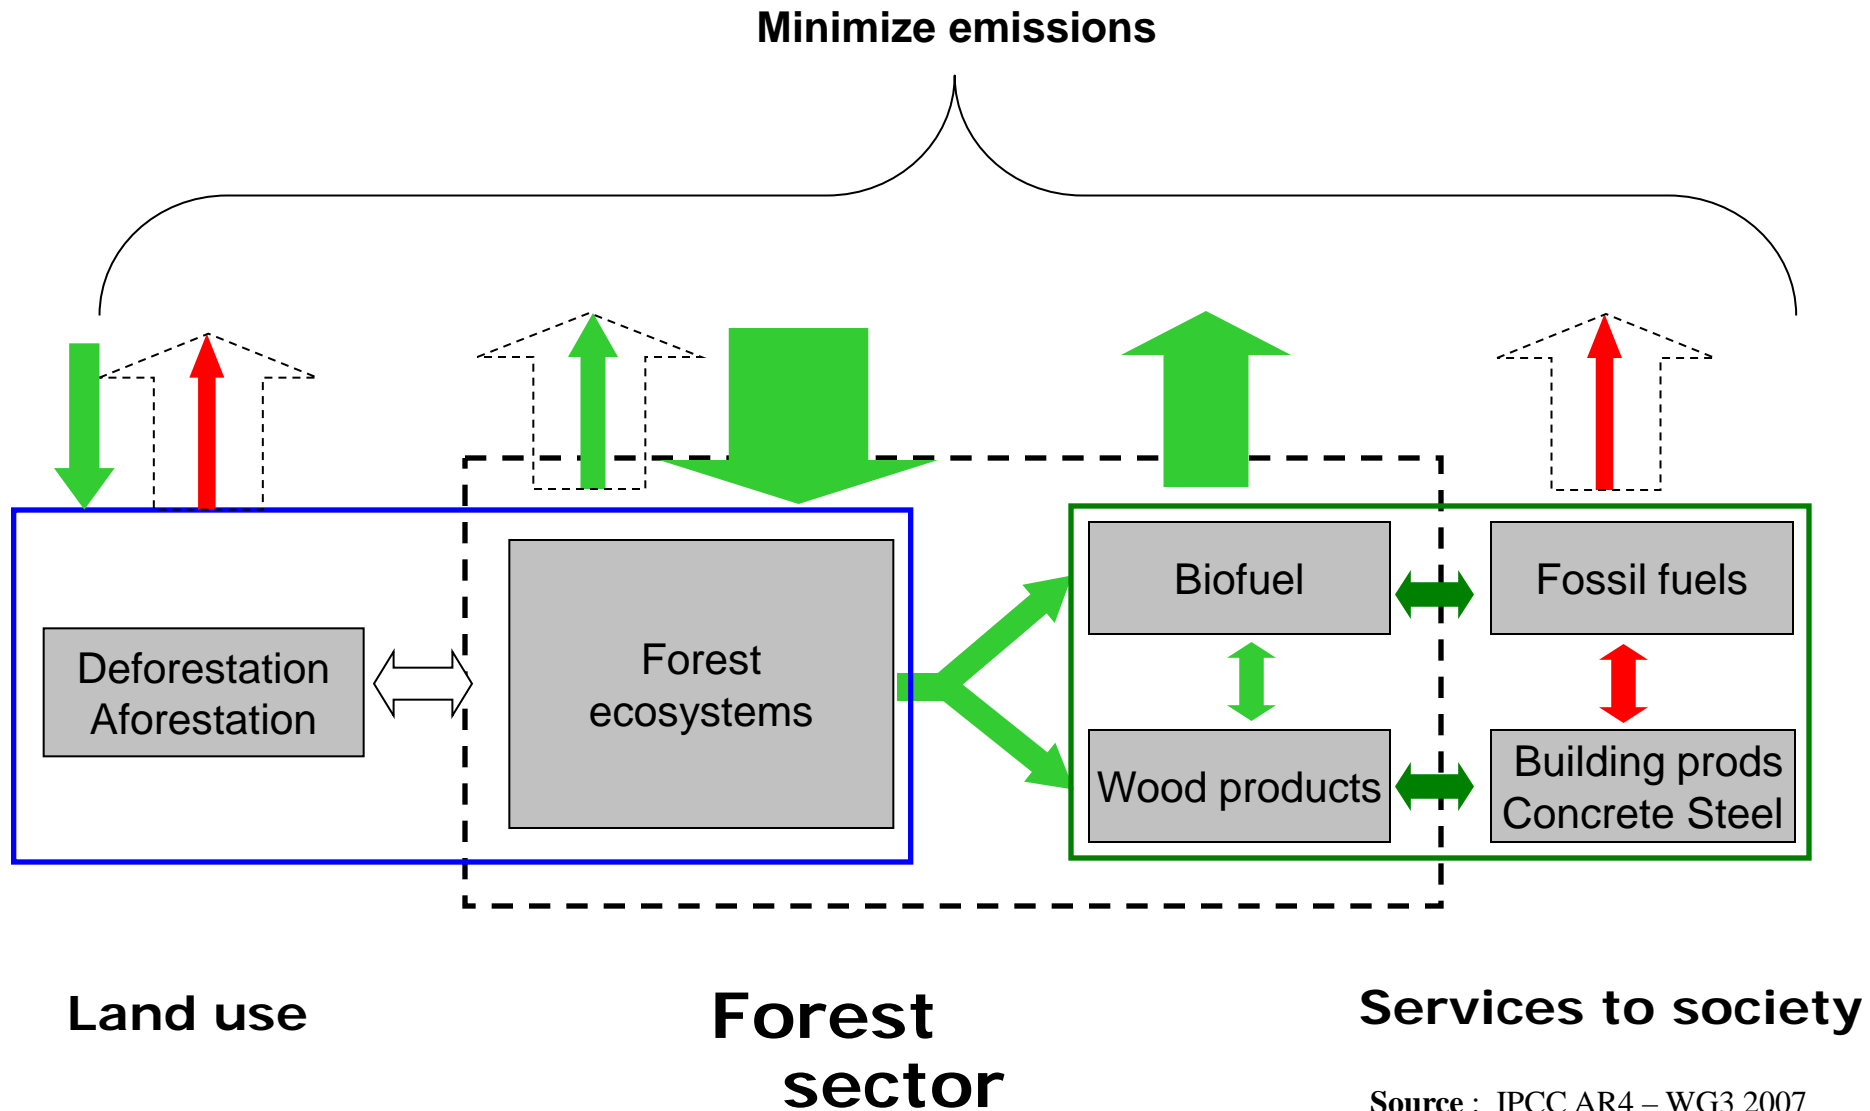 Minimize emissions
Deforestation
Aforestation
Forest
ecosystems
Biofuel
Fossil fuels
Wood products
Building prods
Concrete Steel
Land use
Forest
sector
Services to society
Source : IPCC AR4 – WG3 2007